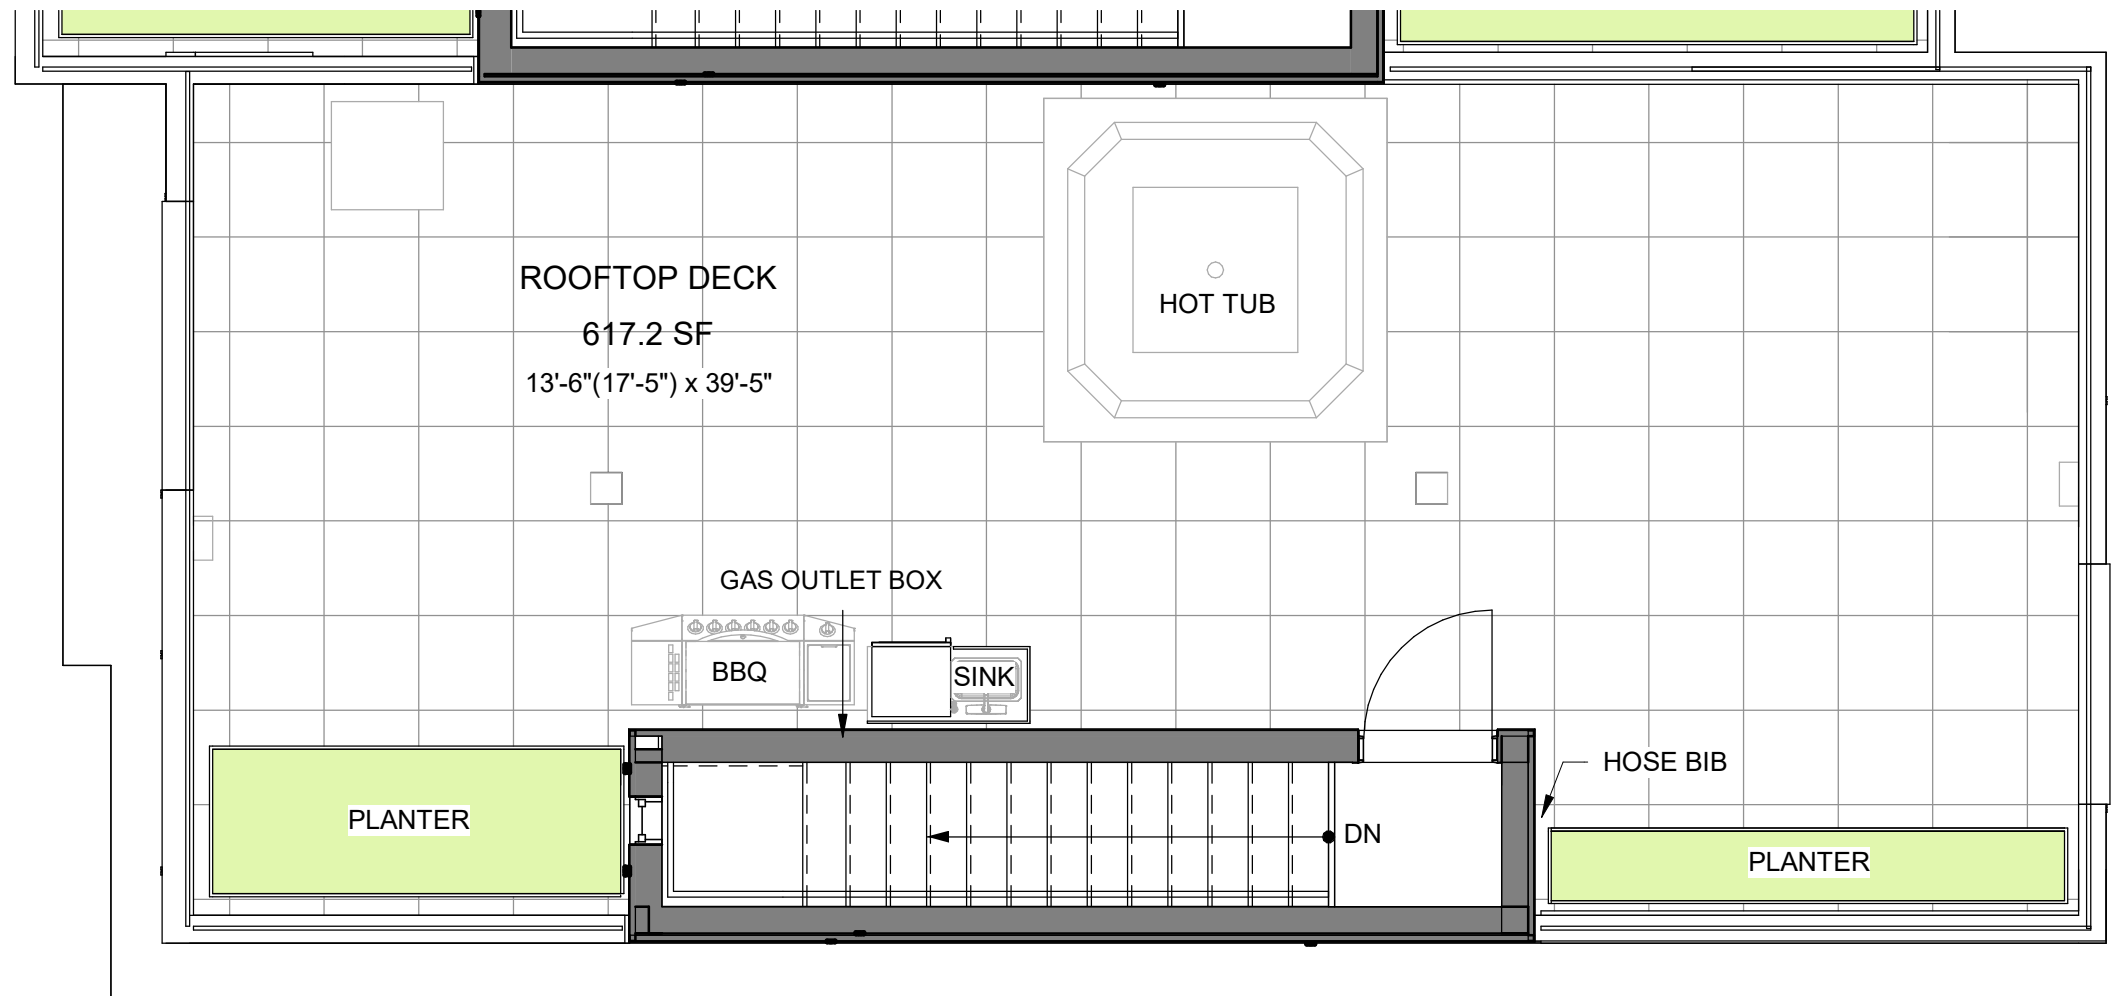 ROOFTOP DECK
617.2 SF
13'-6"(17'-5") x 39'-5"
HOT TUB
GAS OUTLET BOX
BBQ
SINK
HOSE BIB
PLANTER
DN
PLANTER